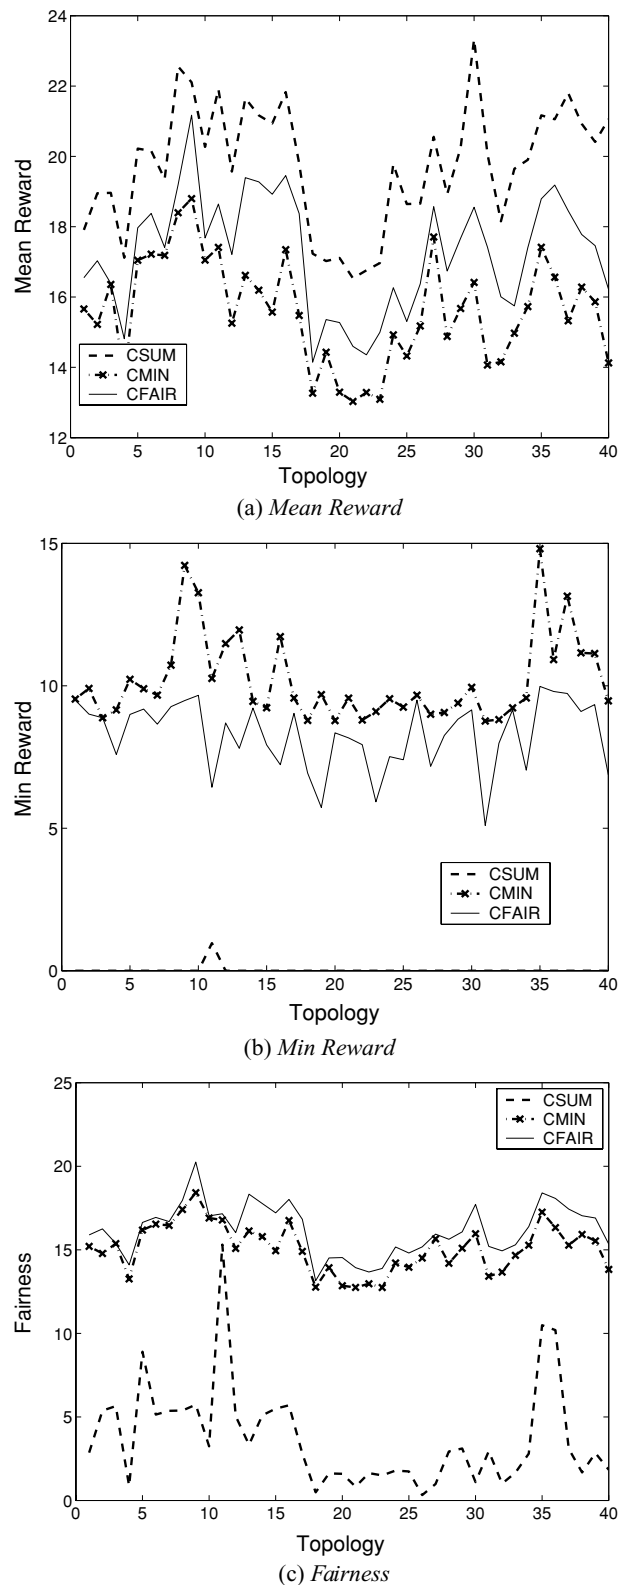 24
22
20
18
16
14
12
Mean Reward
CSUM
CMIN
CFAIR
0 5 10 15 20 25 30 35 40
Topology
(a) Mean Reward
15
10
5
0
Min Reward
CSUM
CMIN
CFAIR
0 5 10 15 20 25 30 35 40
Topology
(b) Min Reward
25
20
15
10
5
0
Fairness
CSUM
CMIN
CFAIR
0 5 10 15 20 25 30 35 40
Topology
(c) Fairness